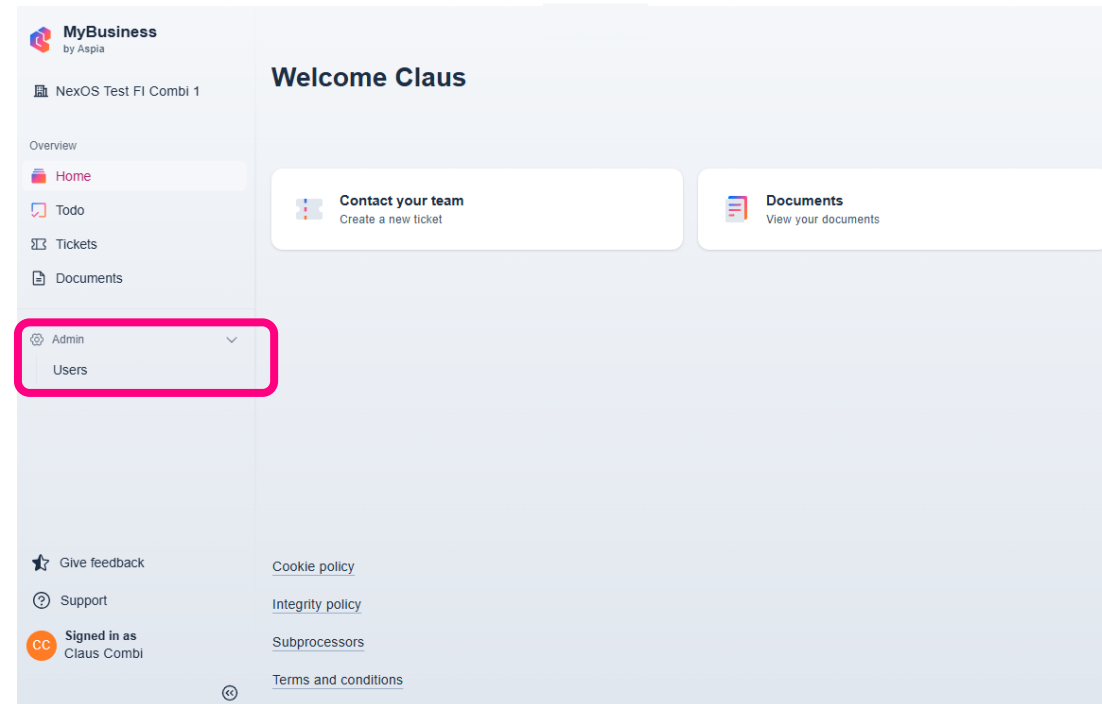 MyBusiness
by Aspia
NexOS Test FI Combi 1
Overview
Home
Todo
Tickets
Documents
Admin
Users
Give feedback
Support
CC
Signed in as
Claus Combi
Welcome Claus
Contact your team
Create a new ticket
Documents
View your documents
Cookie policy
Integrity policy
Subprocessors
Terms and conditions